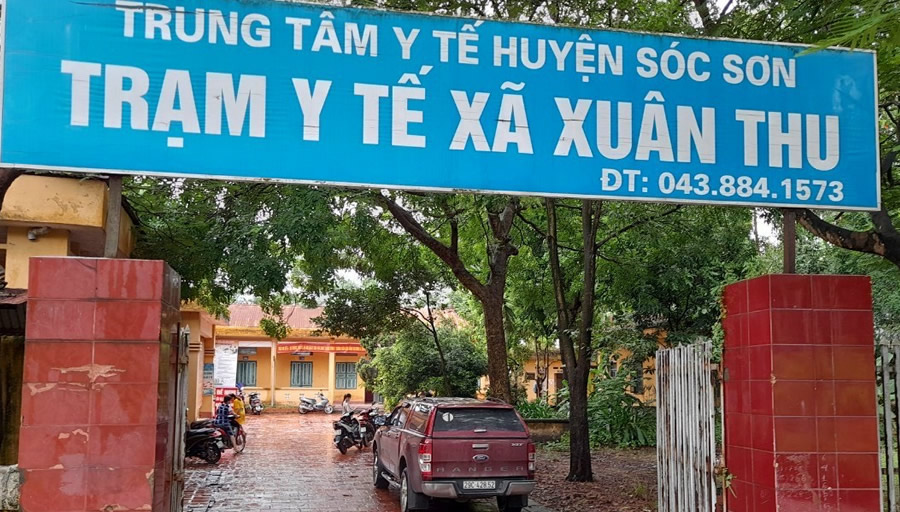 TRUNG TÂM Y TẾ HUYỆN SÓC SƠN
TRẠM Y TẾ XÃ XUÂN THU
ĐT: 043.884.1573
RANGER